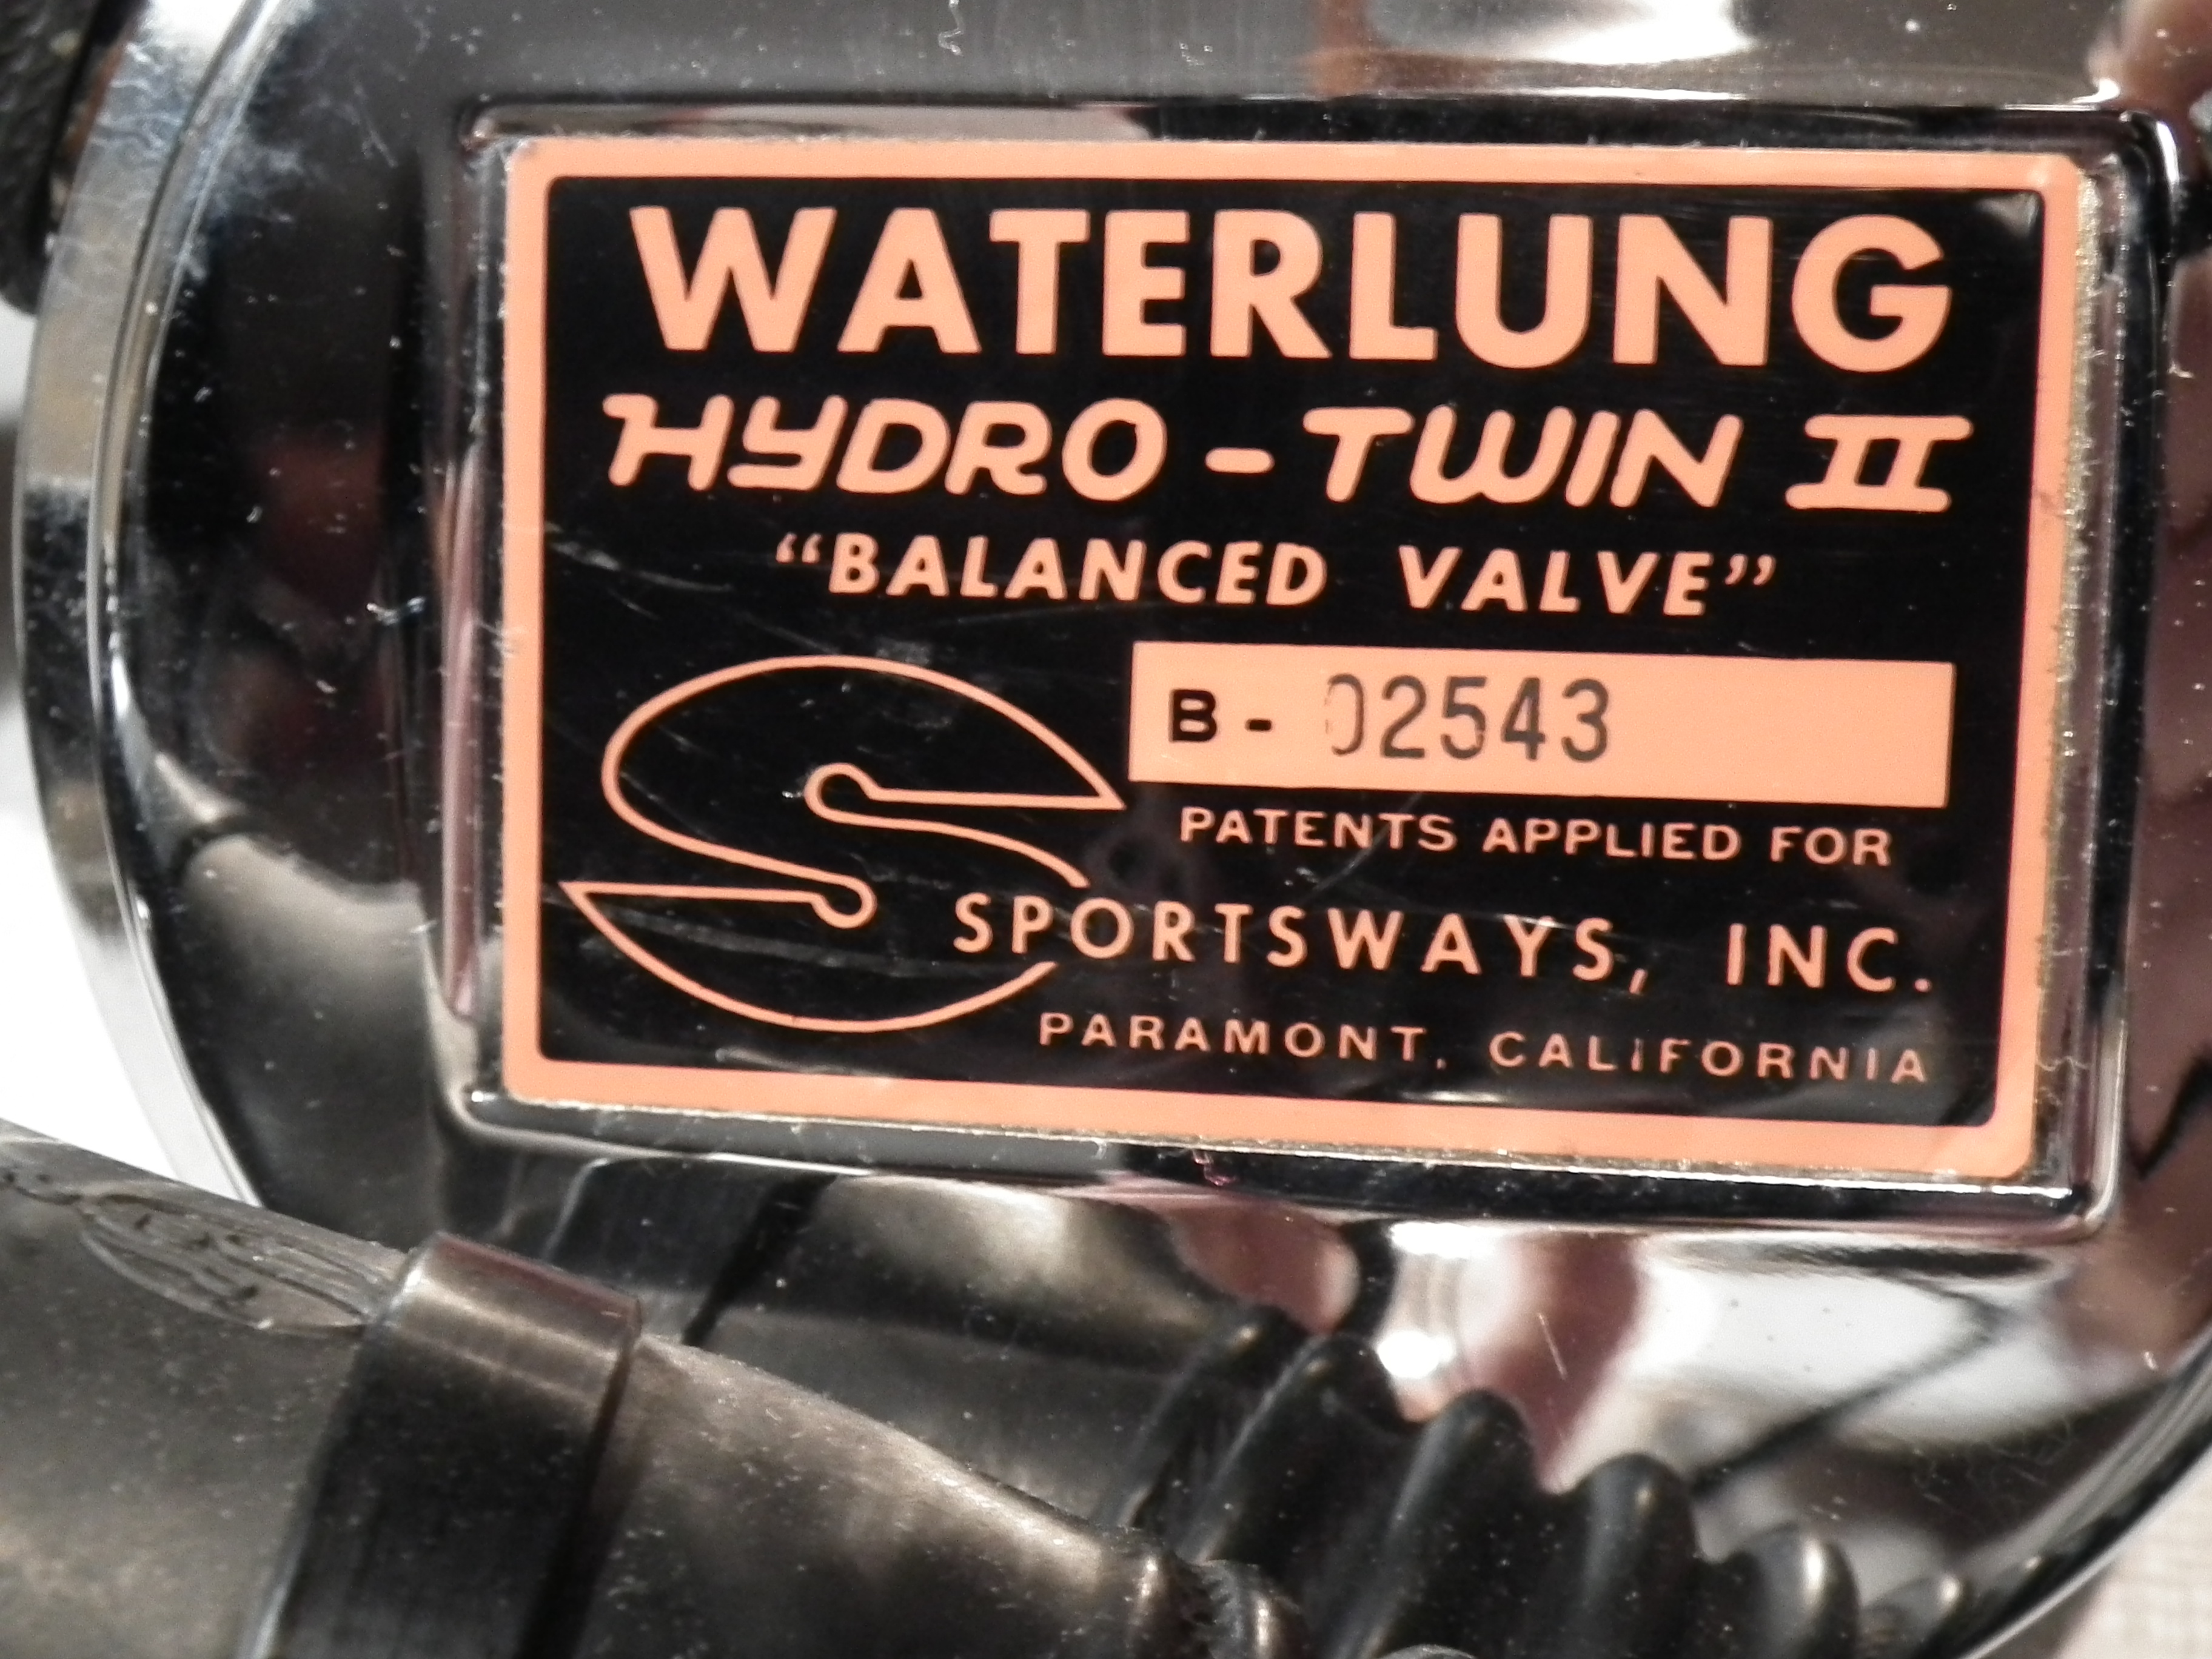 WATERLUNG
HYDRO - TWIN II
“BALANCED VALVE”
B - 02543
PATENTS APPLIED FOR
SPORTSWAYS, INC.
PARAMONT, CALIFORNIA